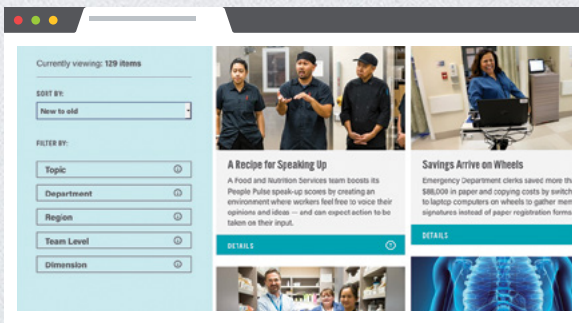 Currently viewing: 129 items
SORT BY:
New to old
FILTER BY:
Topic
Department
Region
Team Level
Dimension
A Recipe for Speaking Up
A Food and Nutrition Services team boosts its
People Pulse speak-up scores by creating an
environment where workers feel free to voice their
opinions and ideas — and can expect action to be
taken on their input.
DETAILS
Savings Arrive on Wheels
Emergency Department clerks saved more
$88,000 in paper and copying costs by
to laptop computers on wheels to gather
signatures instead of paper registration forms
DETAILS